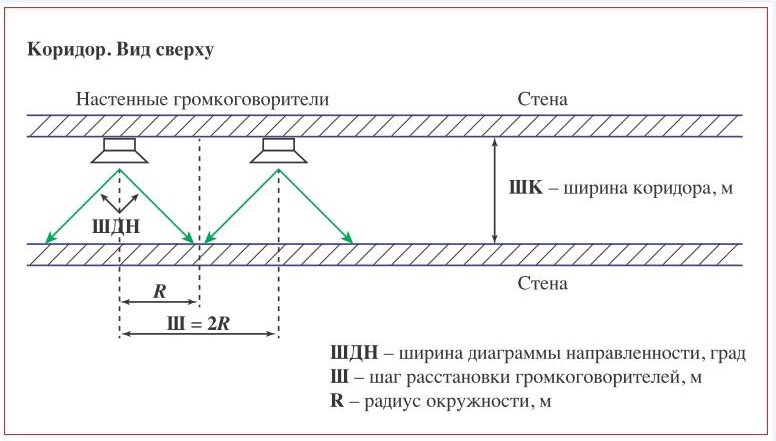 Коридор. Вид сверху
Настенные громкоговорители
Стена
ШК – ширина коридора, м
ШДН
Стена
R
Ш = 2R
ШДН – ширина диаграммы направленности, град
Ш – шаг расстановки громкоговорителей, м
R – радиус окружности, м